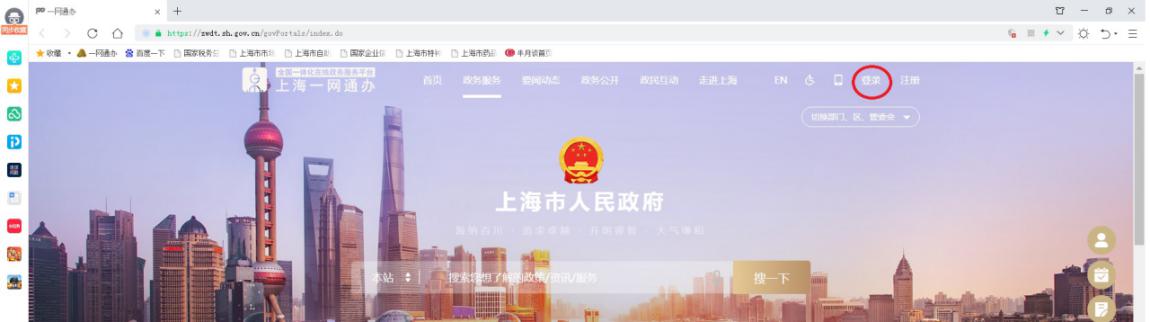 一网通办
https://zwdt.sh.gov.cn/govPortals/index.do
同步收藏
收藏 一网通办 百度一下 国家税务总 上海市市场 上海市自助 国家企业信 上海市特种 上海市药品 半月谈首页
全国一体化在线政务服务平台
上海一网通办 首页 政务服务 要闻动态 政务公开 政民互动 走进上海 EN 登录 注册
切换部门、区、管委会
上海市人民政府
海纳百川 · 追求卓越 · 开明睿智 · 大气谦和
本站 搜索您想了解的政策/资讯/服务 搜一下